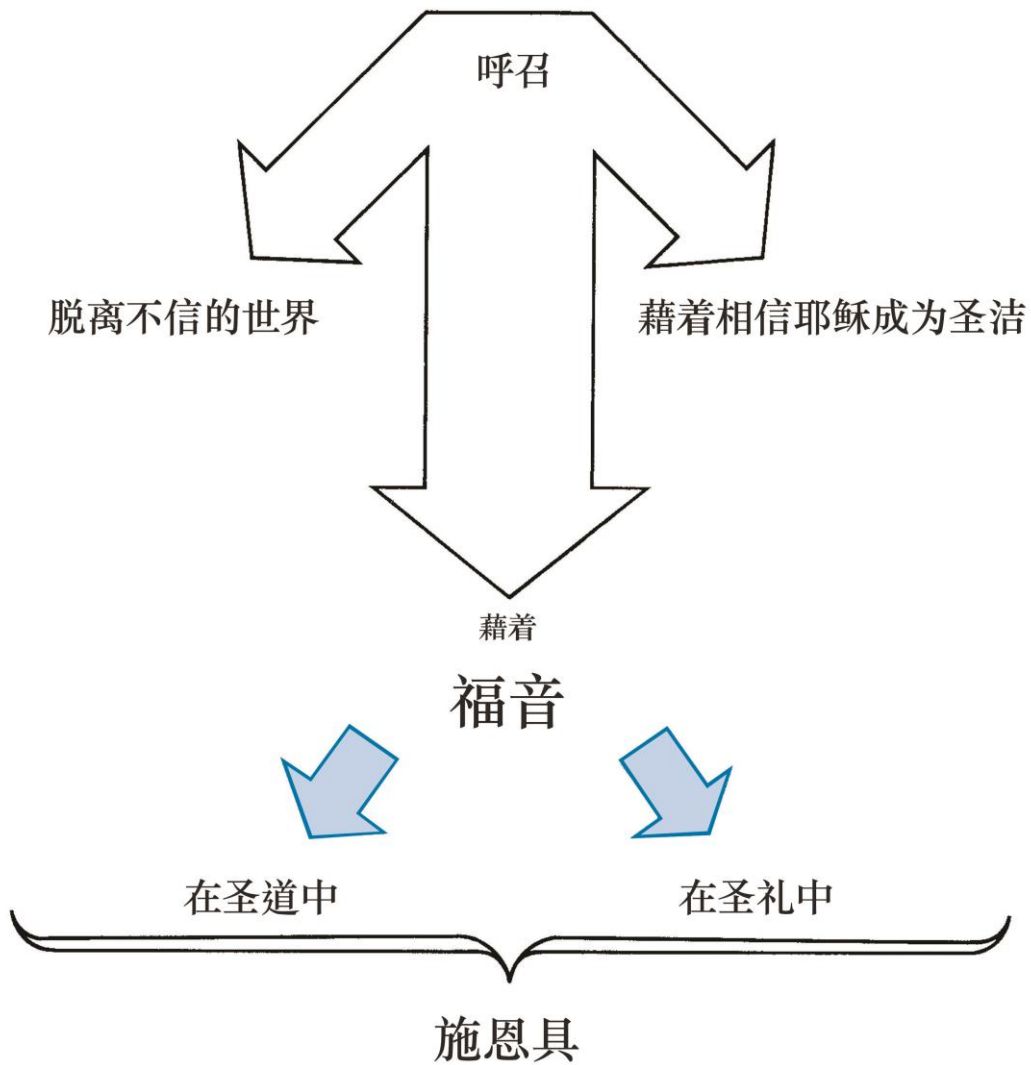 呼召
脱离不信的世界
藉着相信耶稣成为圣洁
藉着
福音
在圣道中
在圣礼中
施恩具